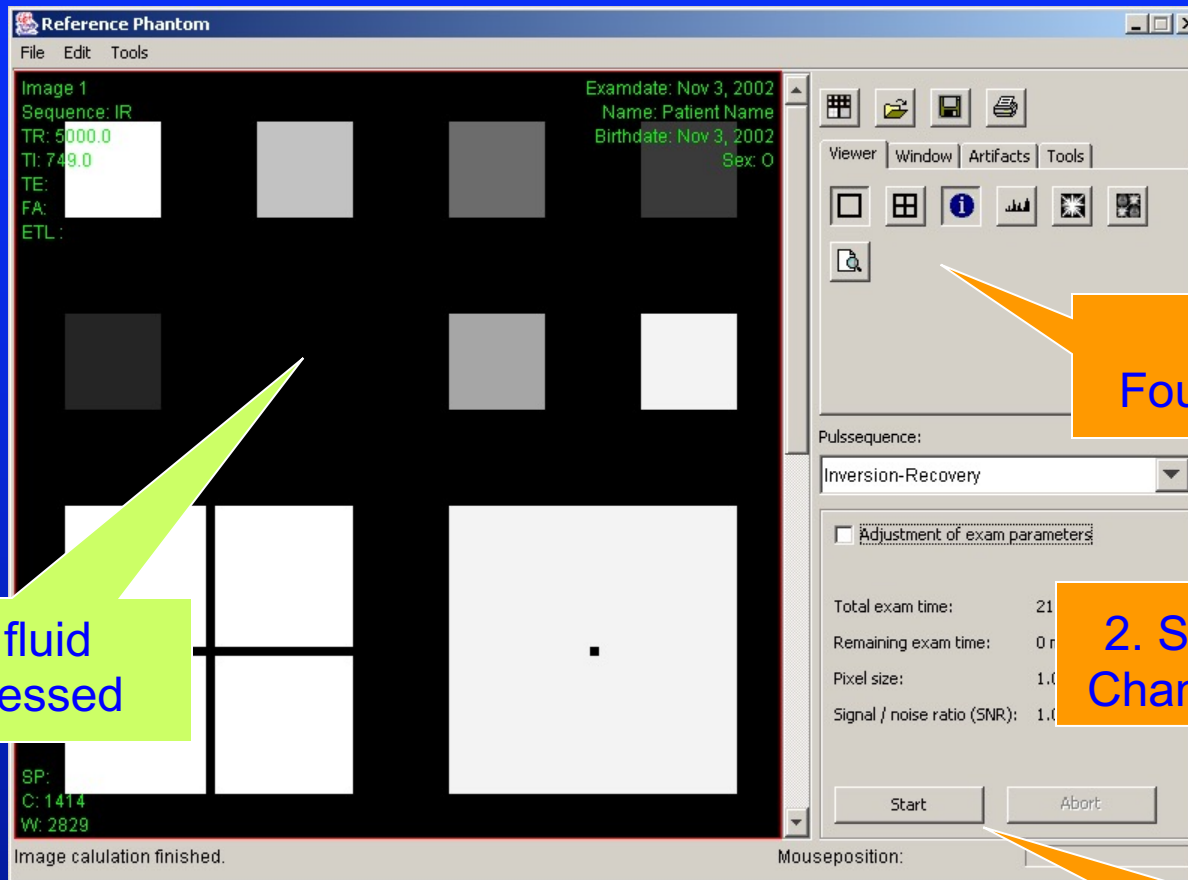 Reference Phantom
File Edit Tools
Image 1
Sequence: IR
TR: 5000.0
TI: 749.0
TE:
FA:
ETL :
Examdate: Nov 3, 2002
Name: Patient Name
Birthdate: Nov 3, 2002
Sex: O
Viewer Window Artifacts Tools
Fou
Pulssequence:
Inversion-Recovery
Adjustment of exam parameters
Total exam time: 21
Remaining exam time: 0
Pixel size: 1.0
Signal / noise ratio (SNR): 1.0
2. S
Chan
fluid
essed
SP:
C: 1414
W: 2829
Start Abort
Image calulation finished.
Mouseposition: